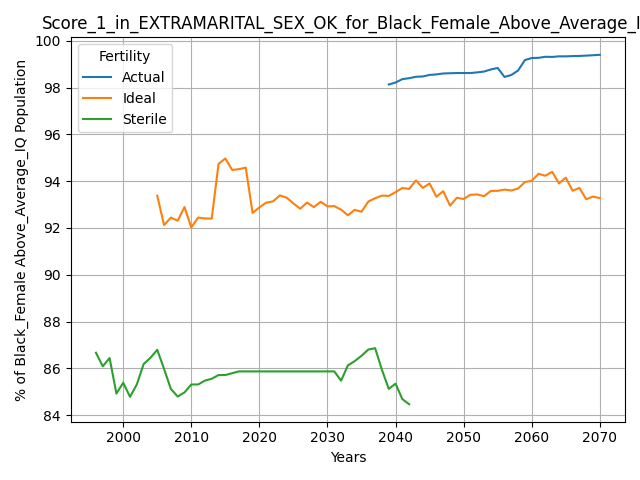 Score_1_in_EXTRAMARITAL_SEX_OK_for_Black_Female_Above_Average_I
Fertility
Actual
Ideal
Sterile
% of Black_Female Above_Average_IQ Population
100
98
96
94
92
90
88
86
84
2000 2010 2020 2030 2040 2050 2060 2070
Years